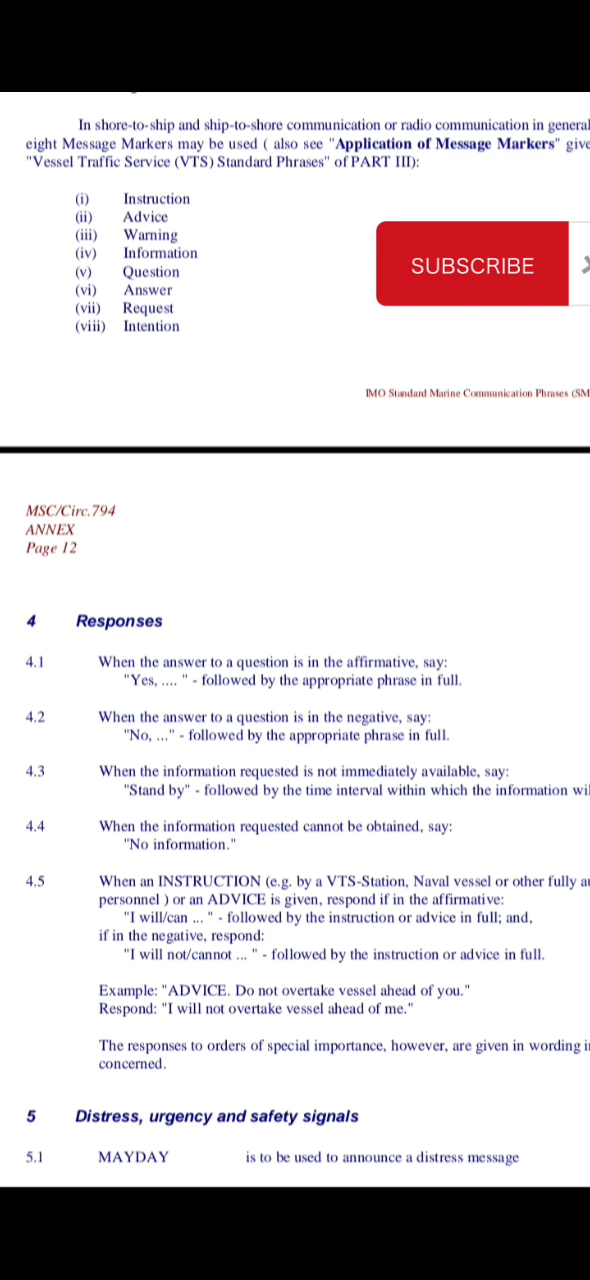 In shore-to-ship and ship-to-shore communication or radio communication in general
eight Message Markers may be used ( also see "Application of Message Markers" give
"Vessel Traffic Service (VTS) Standard Phrases" of PART III):
(i) Instruction
(ii) Advice
(iii) Warning
(iv) Information
(v) Question
(vi) Answer
(vii) Request
(viii) Intention
SUBSCRIBE
IMO Standard Marine Communication Phrases (SM
MSC/Circ.794
ANNEX
Page 12
4 Responses
4.1 When the answer to a question is in the affirmative, say:
"Yes, .... " - followed by the appropriate phrase in full.
4.2 When the answer to a question is in the negative, say:
"No, ..." - followed by the appropriate phrase in full.
4.3 When the information requested is not immediately available, say:
"Stand by" - followed by the time interval within which the information wil
4.4 When the information requested cannot be obtained, say:
"No information."
4.5 When an INSTRUCTION (e.g. by a VTS-Station, Naval vessel or other fully au
personnel ) or an ADVICE is given, respond if in the affirmative:
"I will/can ... " - followed by the instruction or advice in full; and,
if in the negative, respond:
"I will not/cannot ... " - followed by the instruction or advice in full.
Example: "ADVICE. Do not overtake vessel ahead of you."
Respond: "I will not overtake vessel ahead of me."
The responses to orders of special importance, however, are given in wording in
concerned.
5 Distress, urgency and safety signals
5.1 MAYDAY is to be used to announce a distress message